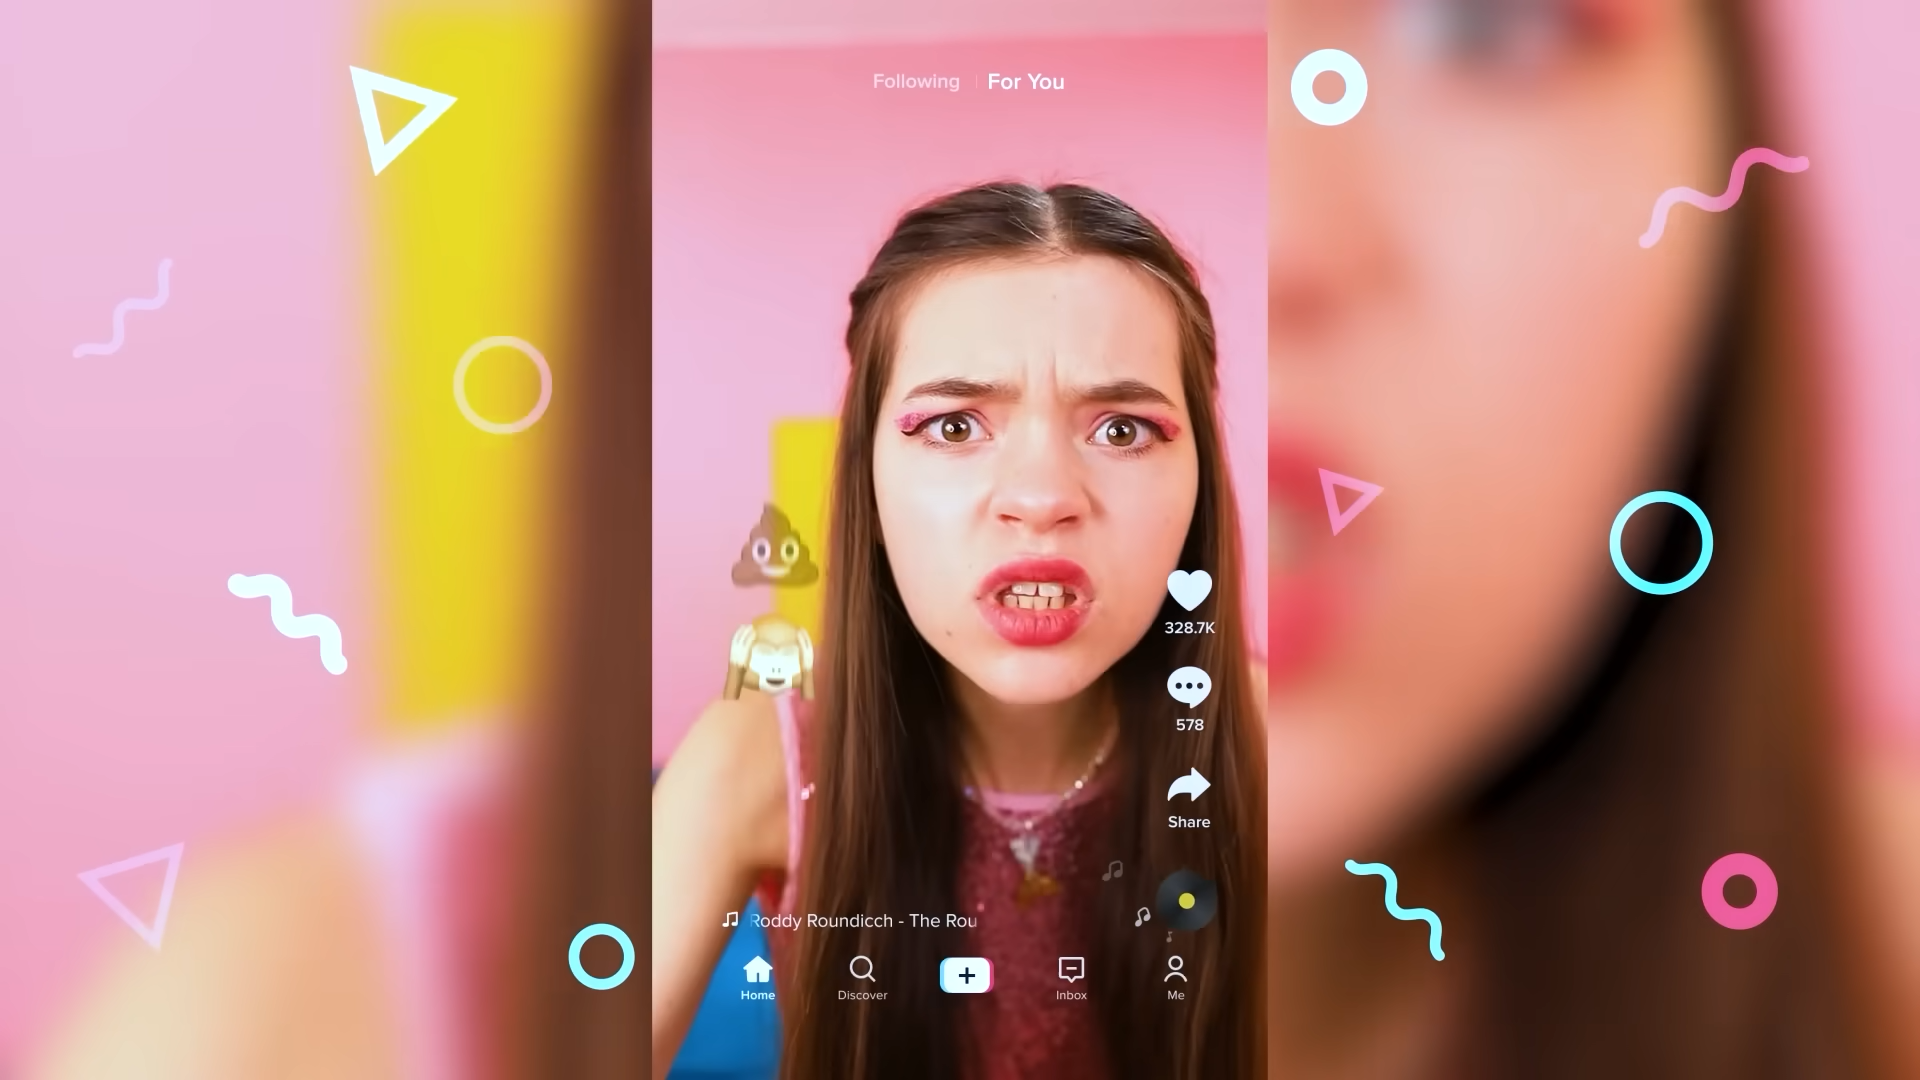 Following | For You
328.7K
578
Share
Roddy Roundicch - The Rou
Home
Discover
Inbox
Me